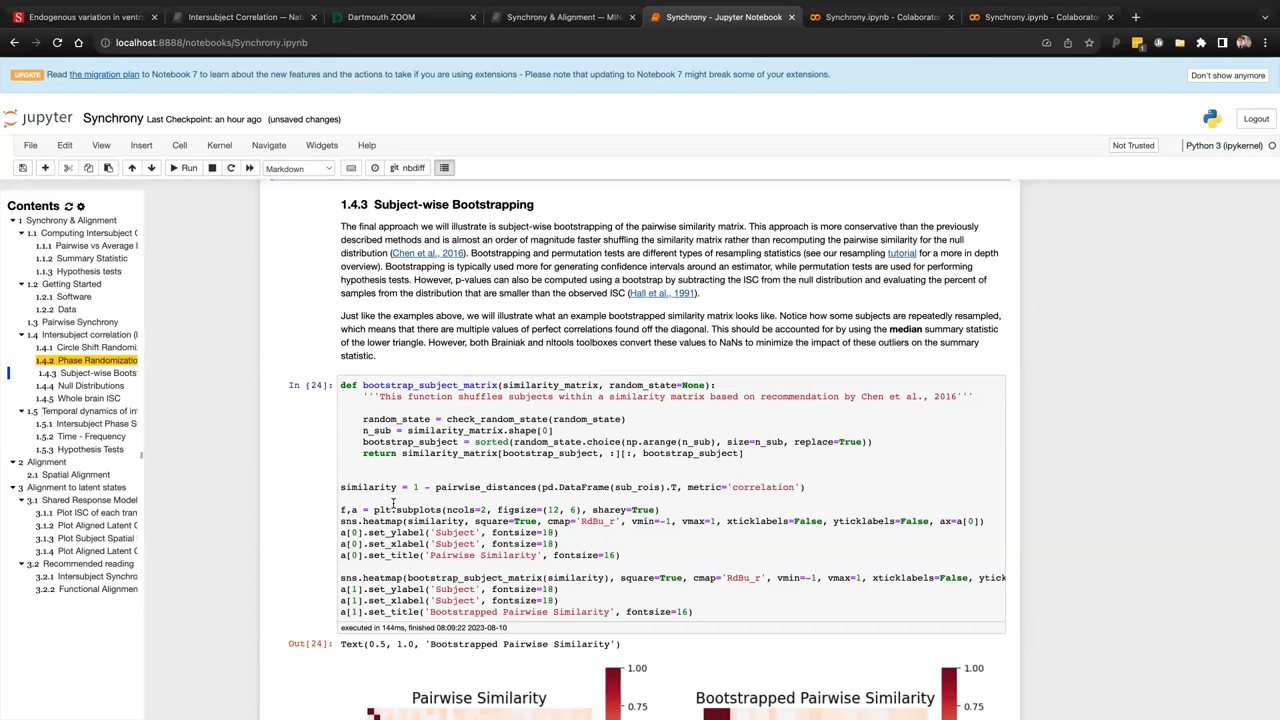 Endogenous variation in ventr
Intersubject Correlation — Nat
Dartmouth ZOOM
Synchrony & Alignment — MIN
Synchrony - Jupyter Notebook
Synchrony.ipynb - Colaborato
Synchrony.ipynb - Colaborator
localhost:8888/notebooks/Synchrony.ipynb
UPDATE Read the migration plan to Notebook 7 to learn about the new features and the actions to take if you are using extensions - Please note that updating to Notebook 7 might break some of your extensions.
Don't show anymore
jupyter Synchrony Last Checkpoint: an hour ago (unsaved changes)
Logout
File Edit View Insert Cell Kernel Navigate Widgets Help
Not Trusted
Python 3 (ipykernel)
Run
Markdown
nbdiff
Contents
1 Synchrony & Alignment
1.1 Computing Intersubject C
1.1.1 Pairwise vs Average I
1.1.2 Summary Statistic
1.1.3 Hypothesis tests
1.2 Getting Started
1.2.1 Software
1.2.2 Data
1.3 Pairwise Synchrony
1.4 Intersubject correlation (I
1.4.1 Circle Shift Randomi
1.4.2 Phase Randomizatio
1.4.3 Subject-wise Boots
1.4.4 Null Distributions
1.4.5 Whole brain ISC
1.5 Temporal dynamics of in
1.5.1 Intersubject Phase S
1.5.2 Time - Frequency
1.5.3 Hypothesis Tests
2 Alignment
2.1 Spatial Alignment
3 Alignment to latent states
3.1 Shared Response Model
3.1.1 Plot ISC of each tran
3.1.2 Plot Aligned Latent C
3.1.3 Plot Subject Spatial
3.1.4 Plot Aligned Latent C
3.2 Recommended reading
3.2.1 Intersubject Synchro
3.2.2 Functional Alignmen
1.4.3 Subject-wise Bootstrapping
The final approach we will illustrate is subject-wise bootstrapping of the pairwise similarity matrix. This approach is more conservative than the previously
described methods and is almost an order of magnitude faster shuffling the similarity matrix rather than recomputing the pairwise similarity for the null
distribution (Chen et al., 2016). Bootstrapping and permutation tests are different types of resampling statistics (see our resampling tutorial for a more in depth
overview). Bootstrapping is typically used more for generating confidence intervals around an estimator, while permutation tests are used for performing
hypothesis tests. However, p-values can also be computed using a bootstrap by subtracting the ISC from the null distribution and evaluating the percent of
samples from the distribution that are smaller than the observed ISC (Hall et al., 1991).
Just like the examples above, we will illustrate what an example bootstrapped similarity matrix looks like. Notice how some subjects are repeatedly resampled,
which means that there are multiple values of perfect correlations found off the diagonal. This should be accounted for by using the median summary statistic
of the lower triangle. However, both Brainiak and nltools toolboxes convert these values to NaNs to minimize the impact of these outliers on the summary
statistic.
In [24]: def bootstrap_subject_matrix(similarity_matrix, random_state=None):
'''This function shuffles subjects within a similarity matrix based on recommendation by Chen et al., 2016'''
random_state = check_random_state(random_state)
n_sub = similarity_matrix.shape[0]
bootstrap_subject = sorted(random_state.choice(np.arange(n_sub), size=n_sub, replace=True))
return similarity_matrix[bootstrap_subject, :][:, bootstrap_subject]
similarity = 1 - pairwise_distances(pd.DataFrame(sub_rois).T, metric='correlation')
f,a = plt.subplots(ncols=2, figsize=(12, 6), sharey=True)
sns.heatmap(similarity, square=True, cmap='RdBu_r', vmin=-1, vmax=1, xticklabels=False, yticklabels=False, ax=a[0])
a[0].set_ylabel('Subject', fontsize=18)
a[0].set_xlabel('Subject', fontsize=18)
a[0].set_title('Pairwise Similarity', fontsize=16)
sns.heatmap(bootstrap_subject_matrix(similarity), square=True, cmap='RdBu_r', vmin=-1, vmax=1, xticklabels=False, ytick
a[1].set_ylabel('Subject', fontsize=18)
a[1].set_xlabel('Subject', fontsize=18)
a[1].set_title('Bootstrapped Pairwise Similarity', fontsize=16)
executed in 144ms, finished 08:09:22 2023-08-10
Out[24]: Text(0.5, 1.0, 'Bootstrapped Pairwise Similarity')
1.00
1.00
Pairwise Similarity
Bootstrapped Pairwise Similarity
0.75
0.75